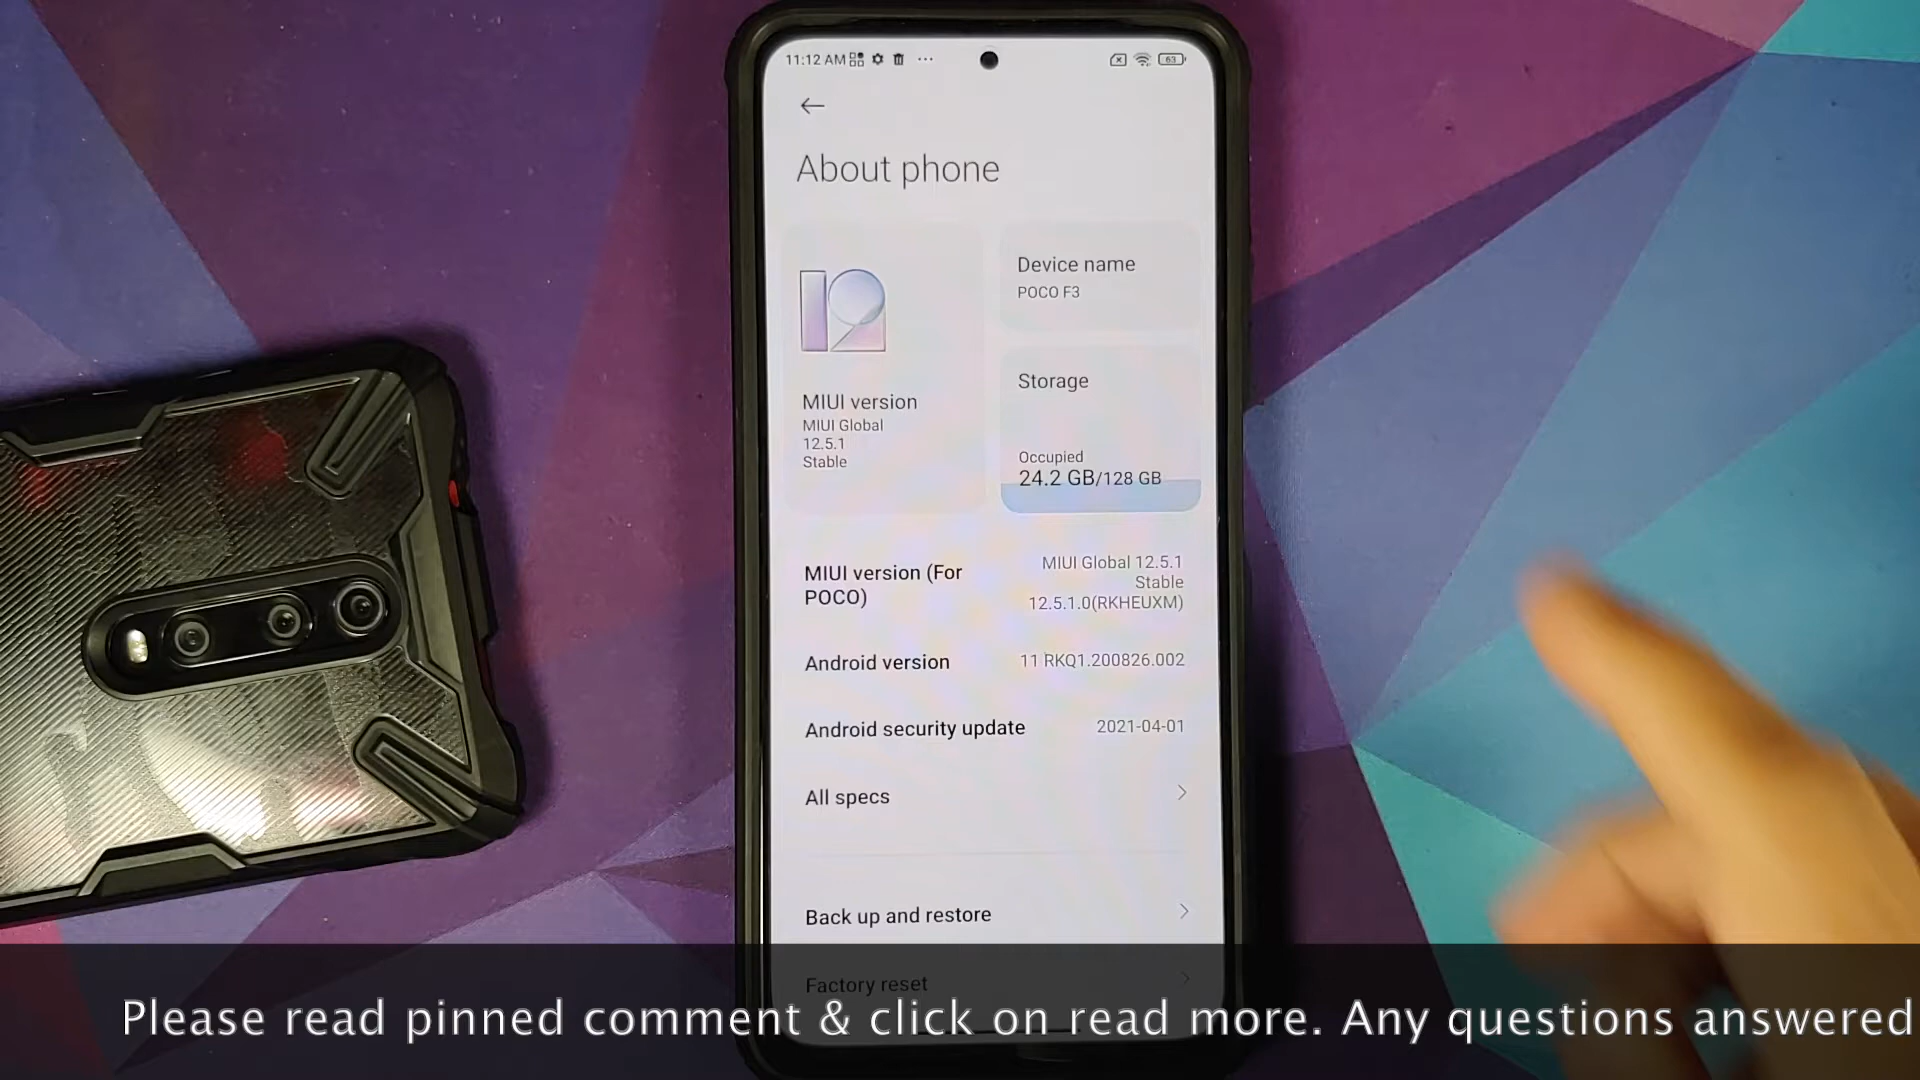 11:12 AM
63
About phone
12
MIUI version
MIUI Global
12.5.1
Stable
Device name
POCO F3
Storage
Occupied
24.2 GB/128 GB
MIUI version (For
POCO)
MIUI Global 12.5.1
Stable
12.5.1.0(RKHEUXM)
Android version
11 RKQ1.200826.002
Android security update
2021-04-01
All specs
Back up and restore
Factory reset
Please read pinned comment & click on read more. Any questions answered